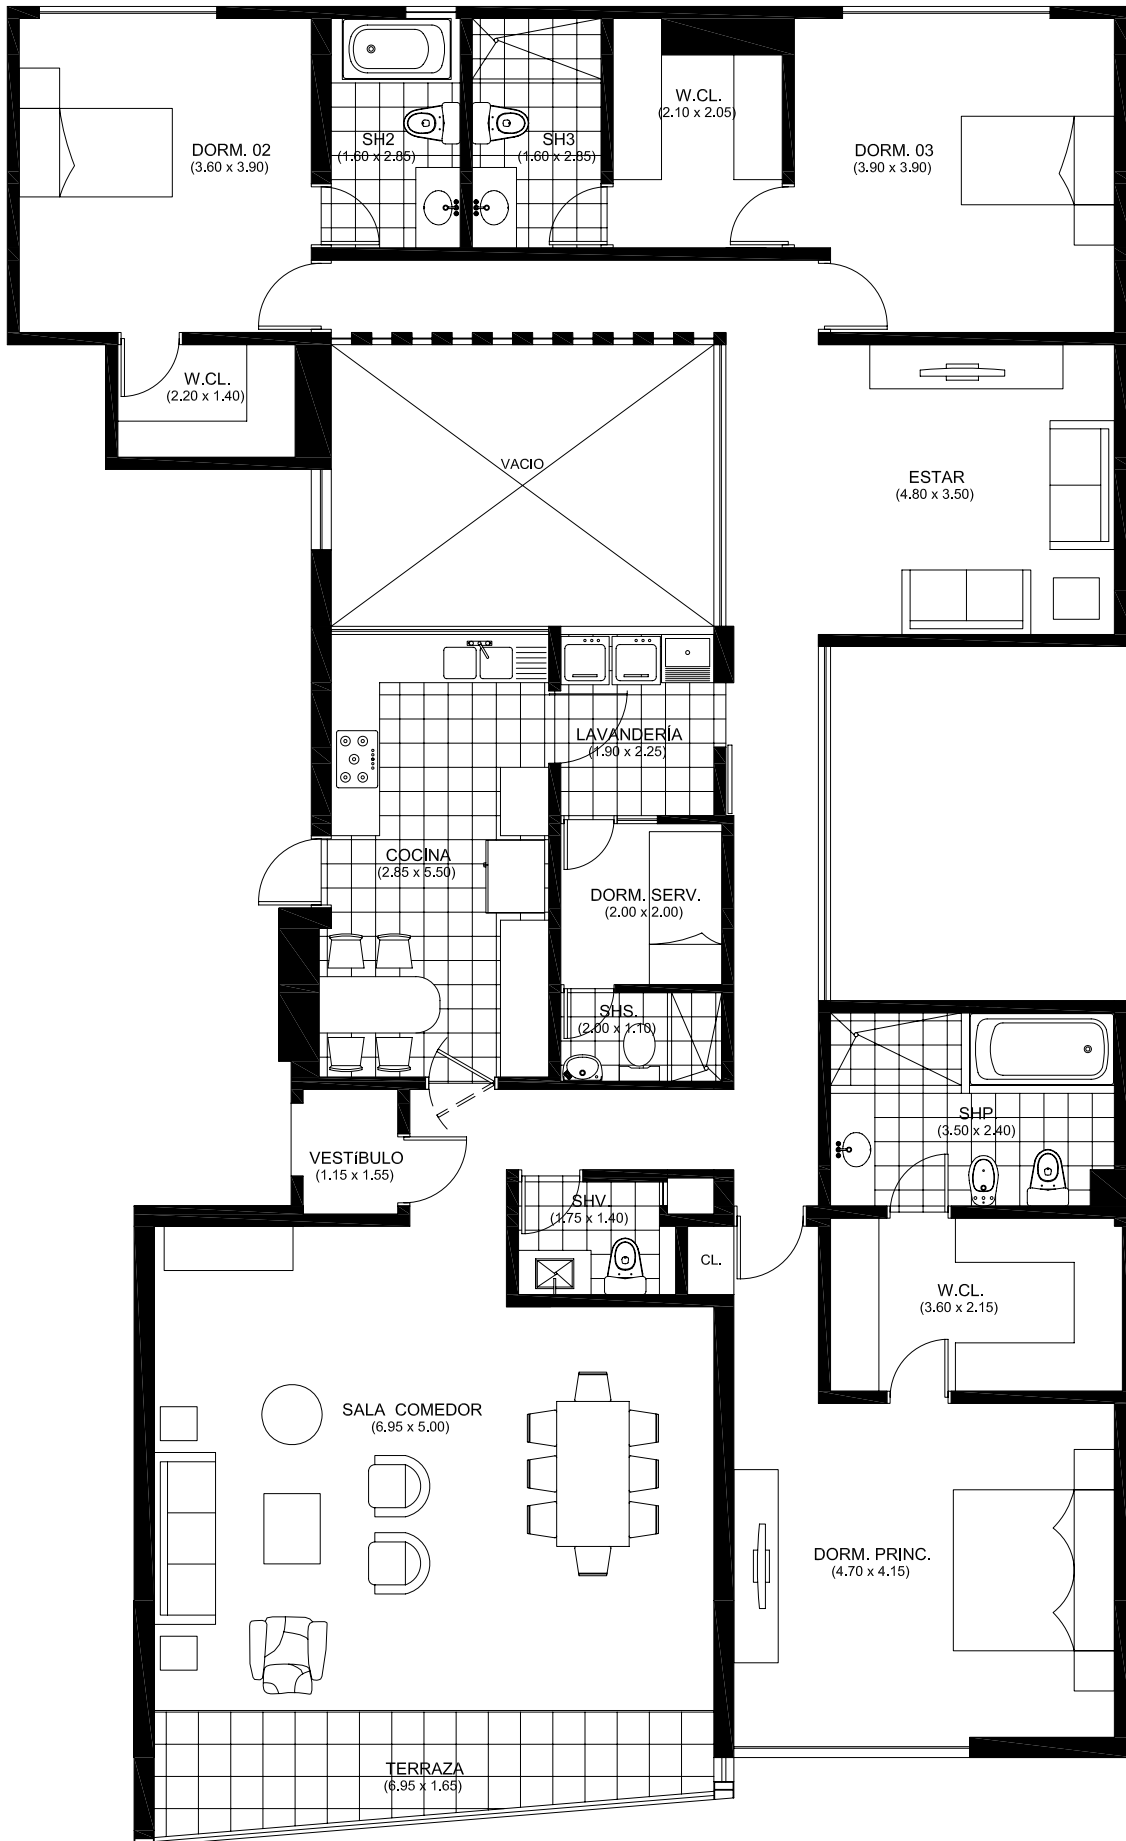 DORM. 02
(3.60 x 3.90)
SH2
(1.60 x 2.85)
SH3
(1.60 x 2.85)
W.CL.
(2.10 x 2.05)
DORM. 03
(3.90 x 3.90)
W.CL.
(2.20 x 1.40)
VACIO
ESTAR
(4.80 x 3.50)
LAVANDERÍA
(1.90 x 2.25)
COCINA
(2.85 x 5.50)
DORM. SERV.
(2.00 x 2.00)
SHS.
(2.00 x 1.10)
SHP.
(3.50 x 2.40)
VESTÍBULO
(1.15 x 1.55)
SHV.
(1.75 x 1.40)
CL.
W.CL.
(3.60 x 2.15)
SALA COMEDOR
(6.95 x 5.00)
DORM. PRINC.
(4.70 x 4.15)
TERRAZA
(6.95 x 1.65)